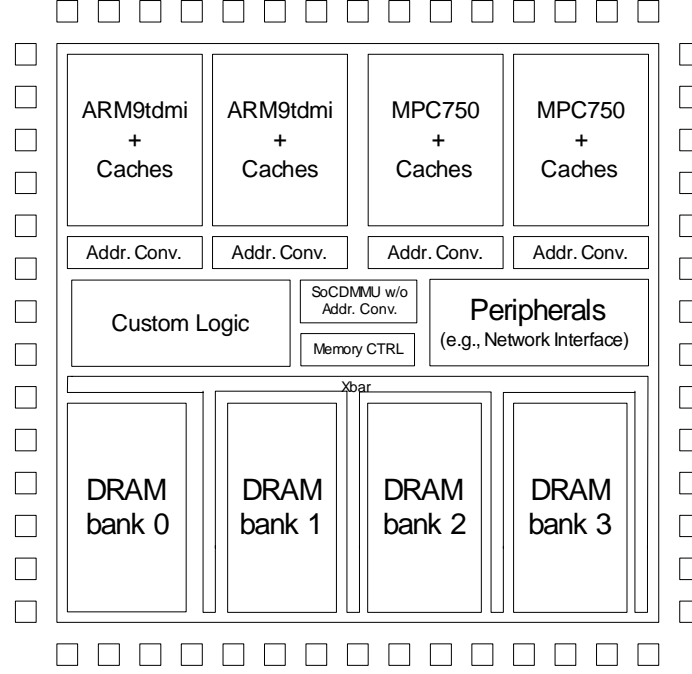 ARM9tdmi
+
Caches
ARM9tdmi
+
Caches
MPC750
+
Caches
MPC750
+
Caches
Addr. Conv.
Addr. Conv.
Addr. Conv.
Addr. Conv.
Custom Logic
SoCDMMU w/o
Addr. Conv.
Memory CTRL
Peripherals
(e.g., Network Interface)
Xbar
DRAM
bank 0
DRAM
bank 1
DRAM
bank 2
DRAM
bank 3